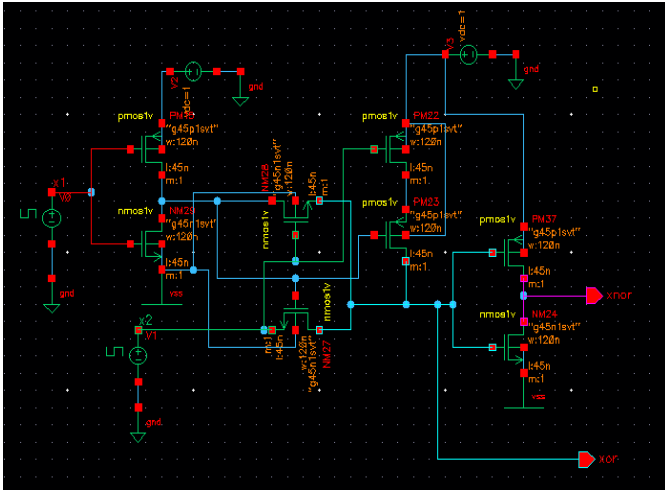 V2
vdc=1
gnd
pmos1v
"g45p1svt"
w:120n
l:45n
m:1
x1
V0
gnd
NM29
"g45n1svt"
w:120n
l:45n
m:1
nmos1v
vss
NM28
"g45n1svt"
w:120n
l:45n
m:1
nmos1v
V3
vdc=1
gnd
pmos1v
PM22
"g45p1svt"
w:120n
l:45n
m:1
PM23
"g45p1svt"
w:120n
l:45n
m:1
pmos1v
x2
V1
gnd
nmos1v
m:1
l:45n
w:120n
"g45n1svt"
NM27
pmos1v
PM37
"g45p1svt"
w:120n
l:45n
m:1
xnor
nmos1v
NM24
"g45n1svt"
w:120n
l:45n
m:1
vss
xor